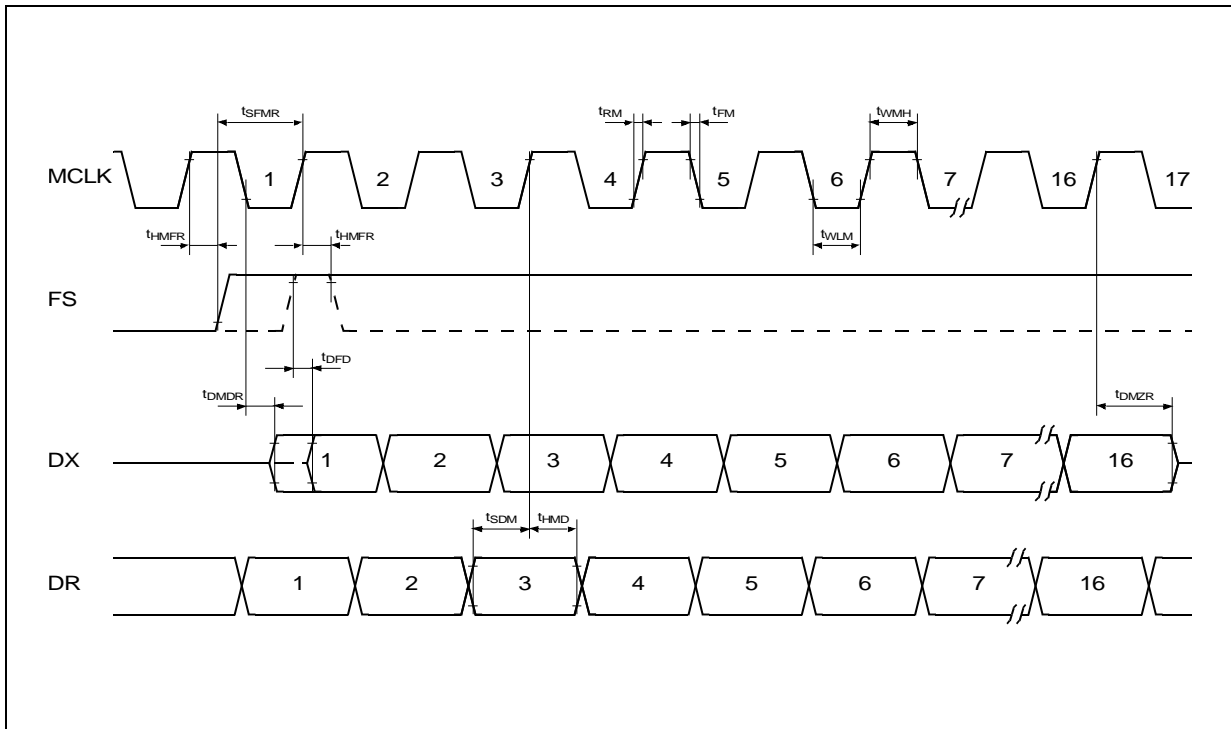 tSFMR tRM tFM tWMH
MCLK 1 2 3 4 5 6 7 16 17
tHMFR tHMFR tWLM
FS
tDFD
tDMDR tDMZR
DX 1 2 3 4 5 6 7 16
tSDM tHMD
DR 1 2 3 4 5 6 7 16